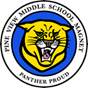 PINE VIEW MIDDLE SCHOOL MAGNET
PANTHER PROUD